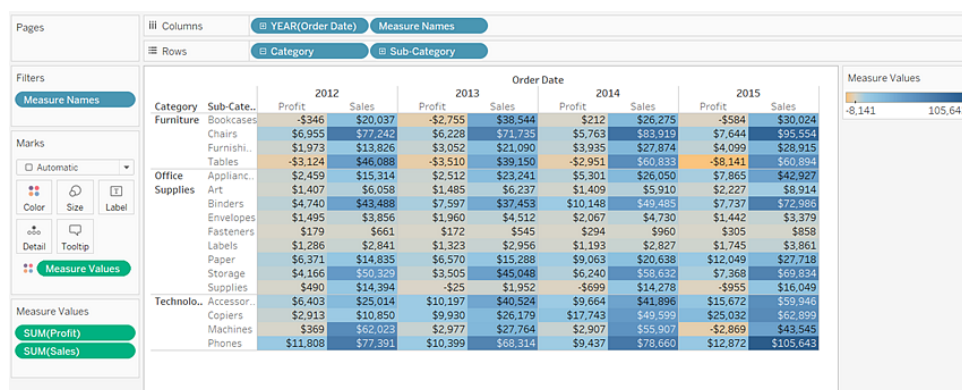 Pages
Columns YEAR(Order Date) Measure Names
Rows Category Sub-Category
Filters
Measure Names
Marks
Automatic
Color Size Label
Detail Tooltip
Measure Values
Measure Values
SUM(Profit)
SUM(Sales)
Order Date
2012 2013 2014 2015
Category Sub-Cate.. Profit Sales Profit Sales Profit Sales Profit Sales
Furniture Bookcases -$346 $20,037 -$2,755 $38,544 $212 $26,275 -$584 $30,024
Chairs $6,955 $77,242 $6,228 $71,735 $5,763 $83,919 $7,644 $95,554
Furnishi.. $1,973 $13,826 $3,052 $21,090 $3,935 $27,874 $4,099 $28,915
Tables -$3,124 $46,088 -$3,510 $39,150 -$2,951 $60,833 -$8,141 $60,894
Office Applianc.. $2,459 $15,314 $2,512 $23,241 $5,301 $26,050 $7,865 $42,927
Supplies Art $1,407 $6,058 $1,485 $6,237 $1,409 $5,910 $2,227 $8,914
Binders $4,740 $43,488 $7,597 $37,453 $10,148 $49,485 $7,737 $72,986
Envelopes $1,495 $3,856 $1,960 $4,512 $2,067 $4,730 $1,442 $3,379
Fasteners $179 $661 $172 $545 $294 $960 $305 $858
Labels $1,286 $2,841 $1,323 $2,956 $1,193 $2,827 $1,745 $3,861
Paper $6,371 $14,835 $6,570 $15,288 $9,063 $20,638 $12,049 $27,718
Storage $4,166 $50,329 $3,505 $45,048 $6,240 $58,632 $7,368 $69,834
Supplies $490 $14,394 -$25 $1,952 -$699 $14,278 -$955 $16,049
Technolo.. Accessor.. $6,403 $25,014 $10,197 $40,524 $9,664 $41,896 $15,672 $59,946
Copiers $2,913 $10,850 $9,930 $26,179 $17,743 $49,599 $25,032 $62,899
Machines $369 $62,023 $2,977 $27,764 $2,907 $55,907 -$2,869 $43,545
Phones $11,808 $77,391 $10,399 $68,314 $9,437 $78,660 $12,872 $105,643
Measure Values
-8,141 105,64